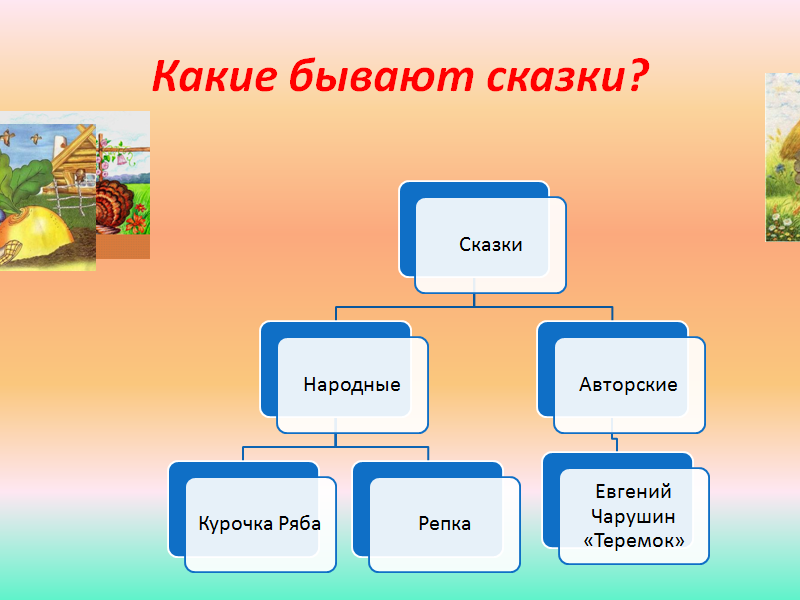 Какие бывают сказки?
Сказки
Народные
Авторские
Курочка Ряба
Репка
Евгений
Чарушин
«Теремок»